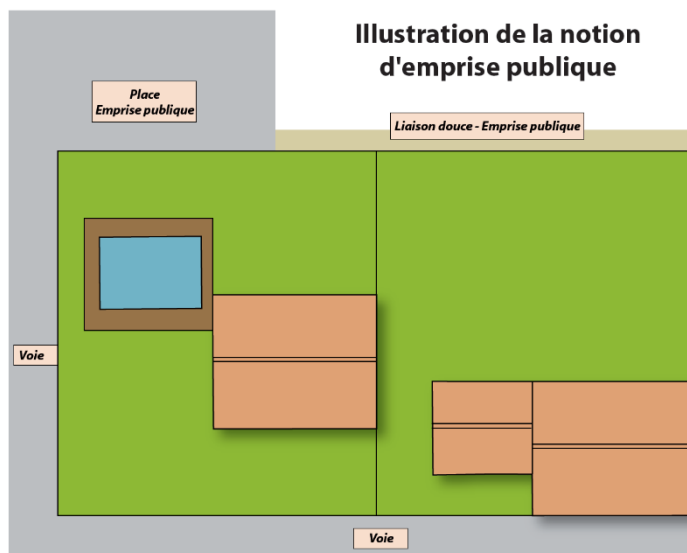 Illustration de la notion
d'emprise publique
Place
Emprise publique
Liaison douce - Emprise publique
Voie
Voie